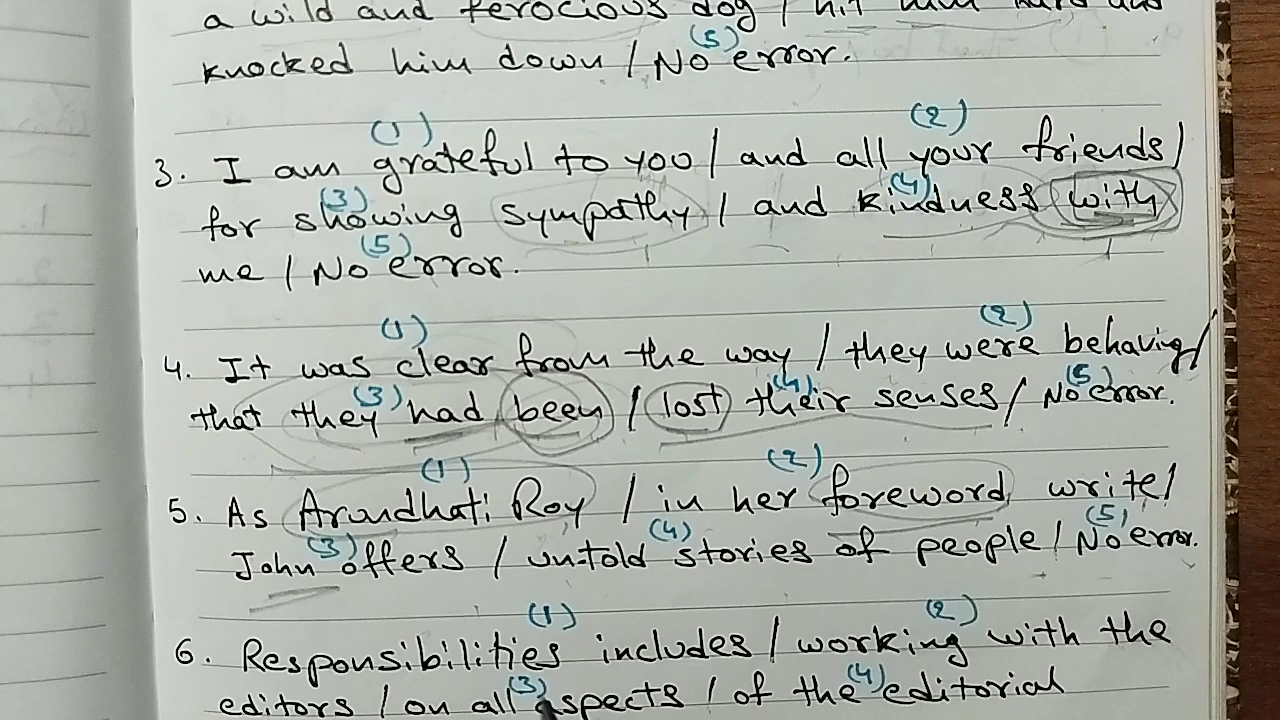 a wild and ferocious dog / hit him hard and
(5)
knocked him down / No error.
(1) (2)
3. I am grateful to you / and all your friends /
(3) (4)
for showing sympathy / and kindness with
(5)
me / No error.
(1) (2)
4. It was clear from the way / they were behaving /
(3) (4) (5)
that they had been / lost their senses / No error.
(1) (2)
5. As Arundhati Roy / in her foreword write /
(3) (4) (5)
John offers / untold stories of people / No error.
(1) (2)
6. Responsibilities includes / working with the
(3) (4)
editors / on all aspects / of the editorial